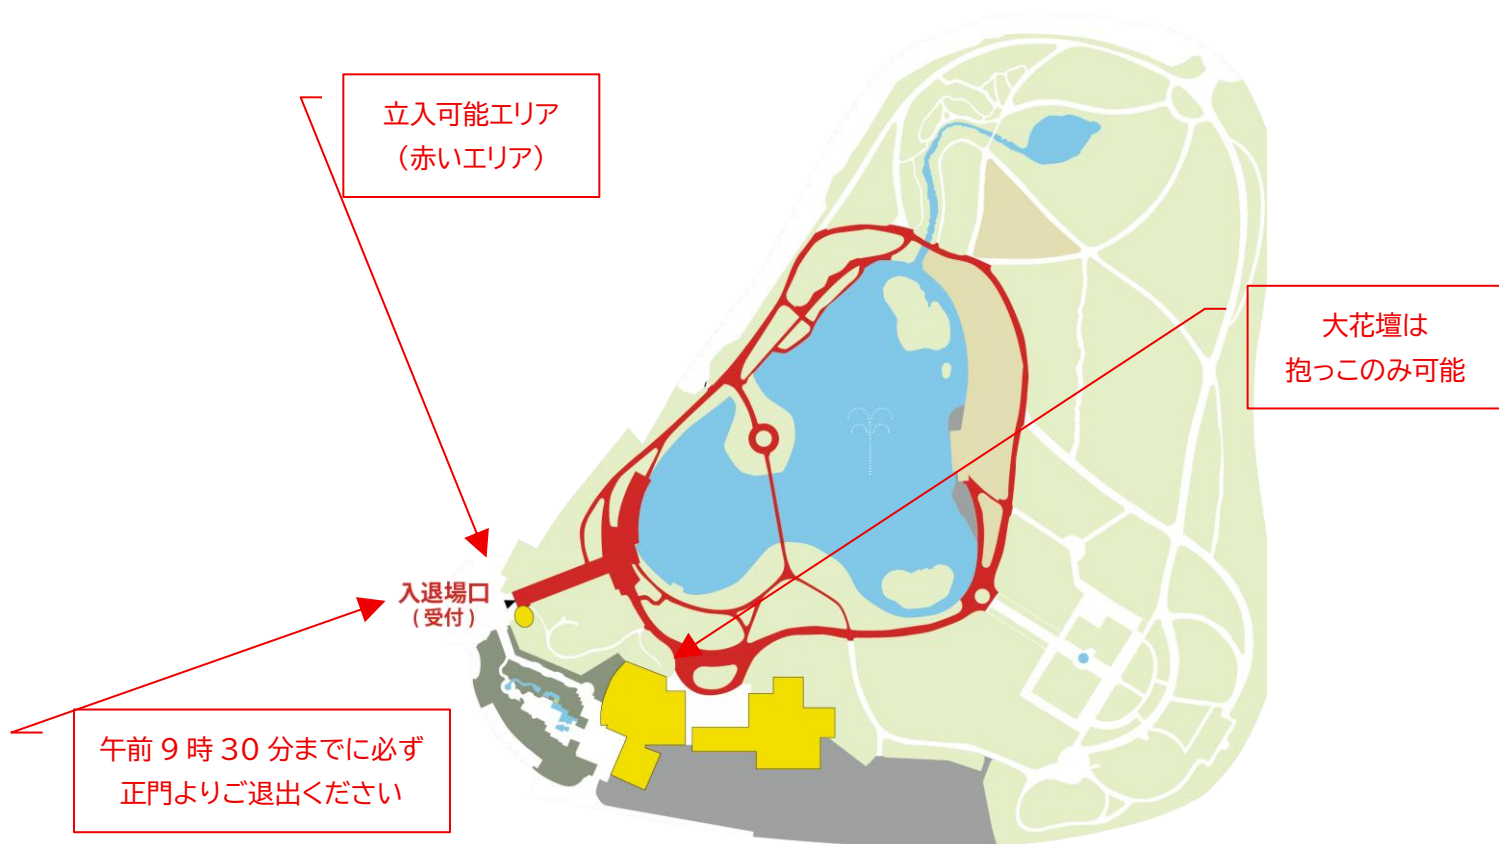 立入可能エリア
（赤いエリア）
大花壇は
抱っこのみ可能
入退場口
(受付)
午前 9 時 30 分までに必ず
正門よりご退出ください